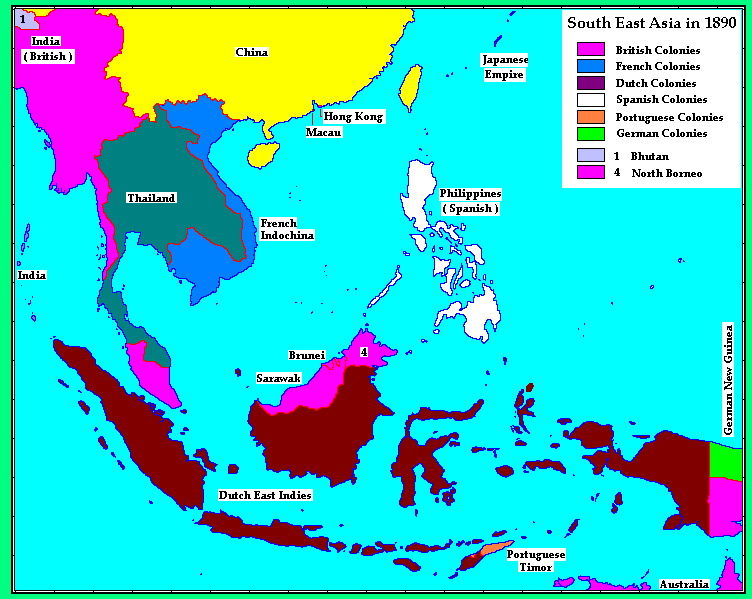 1
India
( British )
China
Japanese
Empire
South East Asia in 1890
British Colonies
French Colonies
Dutch Colonies
Spanish Colonies
Portuguese Colonies
German Colonies
1 Bhutan
4 North Borneo
Hong Kong
Macau
Thailand
Philippines
( Spanish )
French
Indochina
India
German New Guinea
Brunei
4
Sarawak
Dutch East Indies
Portuguese
Timor
Australia